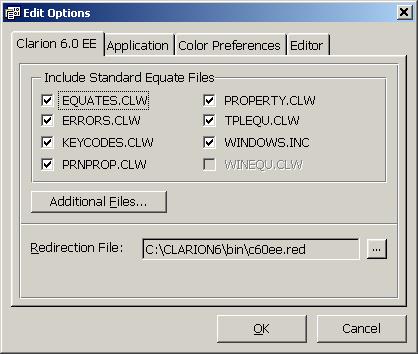 Edit Options
Clarion 6.0 EE Application Color Preferences Editor
Include Standard Equate Files
EQUATES.CLW PROPERTY.CLW
ERRORS.CLW TPLEQU.CLW
KEYCODES.CLW WINDOWS.INC
PRNPROP.CLW WINEQU.CLW
Additional Files...
Redirection File: C:\CLARION6\bin\c60ee.red ...
OK Cancel